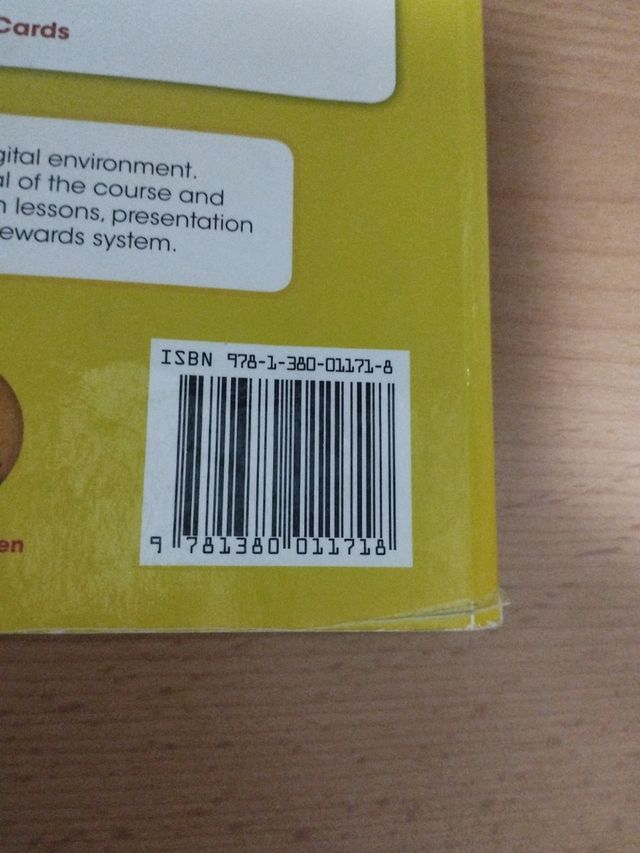 Cards
gital environment.
al of the course and
n lessons, presentation
ewards system.
ISBN 978-1-380-01171-8
9 781380 011718
en